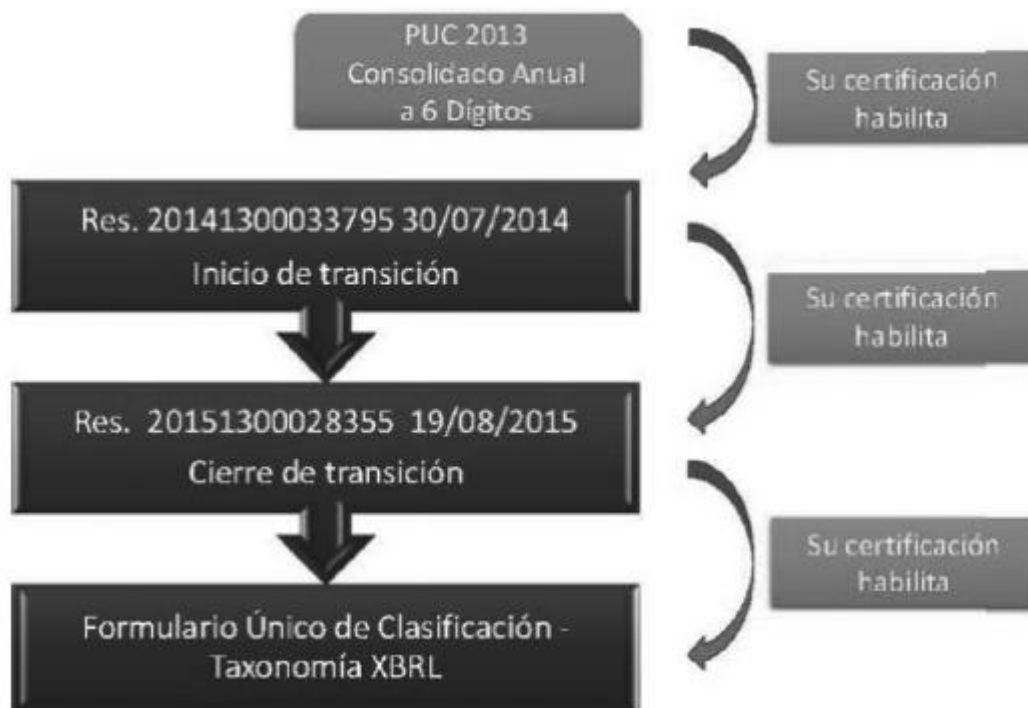 PUC 2013
Consolidado Anual
a 6 Dígitos
Su certificación
habilita
Res. 20141300033795 30/07/2014
Inicio de transición
Su certificación
habilita
Res. 20151300028355 19/08/2015
Cierre de transición
Su certificación
habilita
Formulario Único de Clasificación -
Taxonomía XBRL